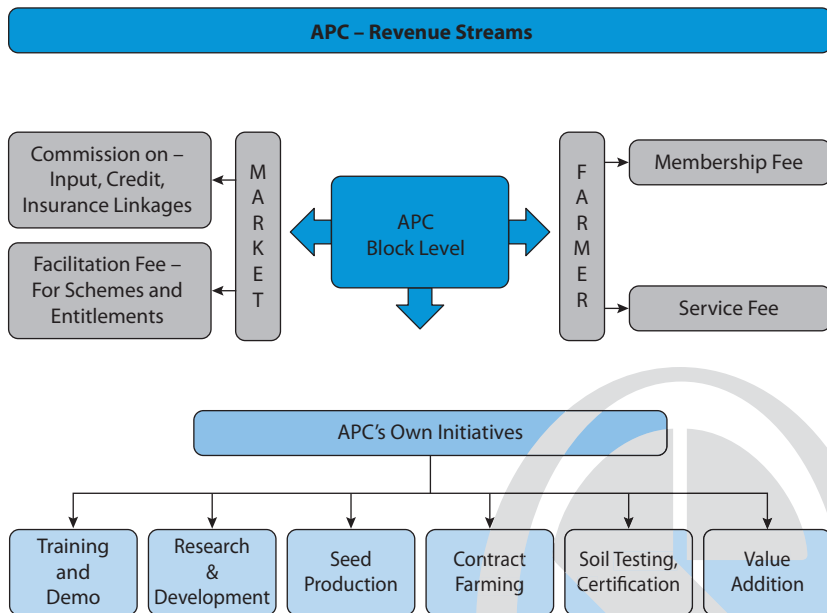 APC – Revenue Streams
Commission on –
Input, Credit,
Insurance Linkages
Facilitation Fee –
For Schemes and
Entitlements
M
A
R
K
E
T
APC
Block Level
F
A
R
M
E
R
Membership Fee
Service Fee
APC’s Own Initiatives
Training
and
Demo
Research
&
Development
Seed
Production
Contract
Farming
Soil Testing,
Certification
Value
Addition